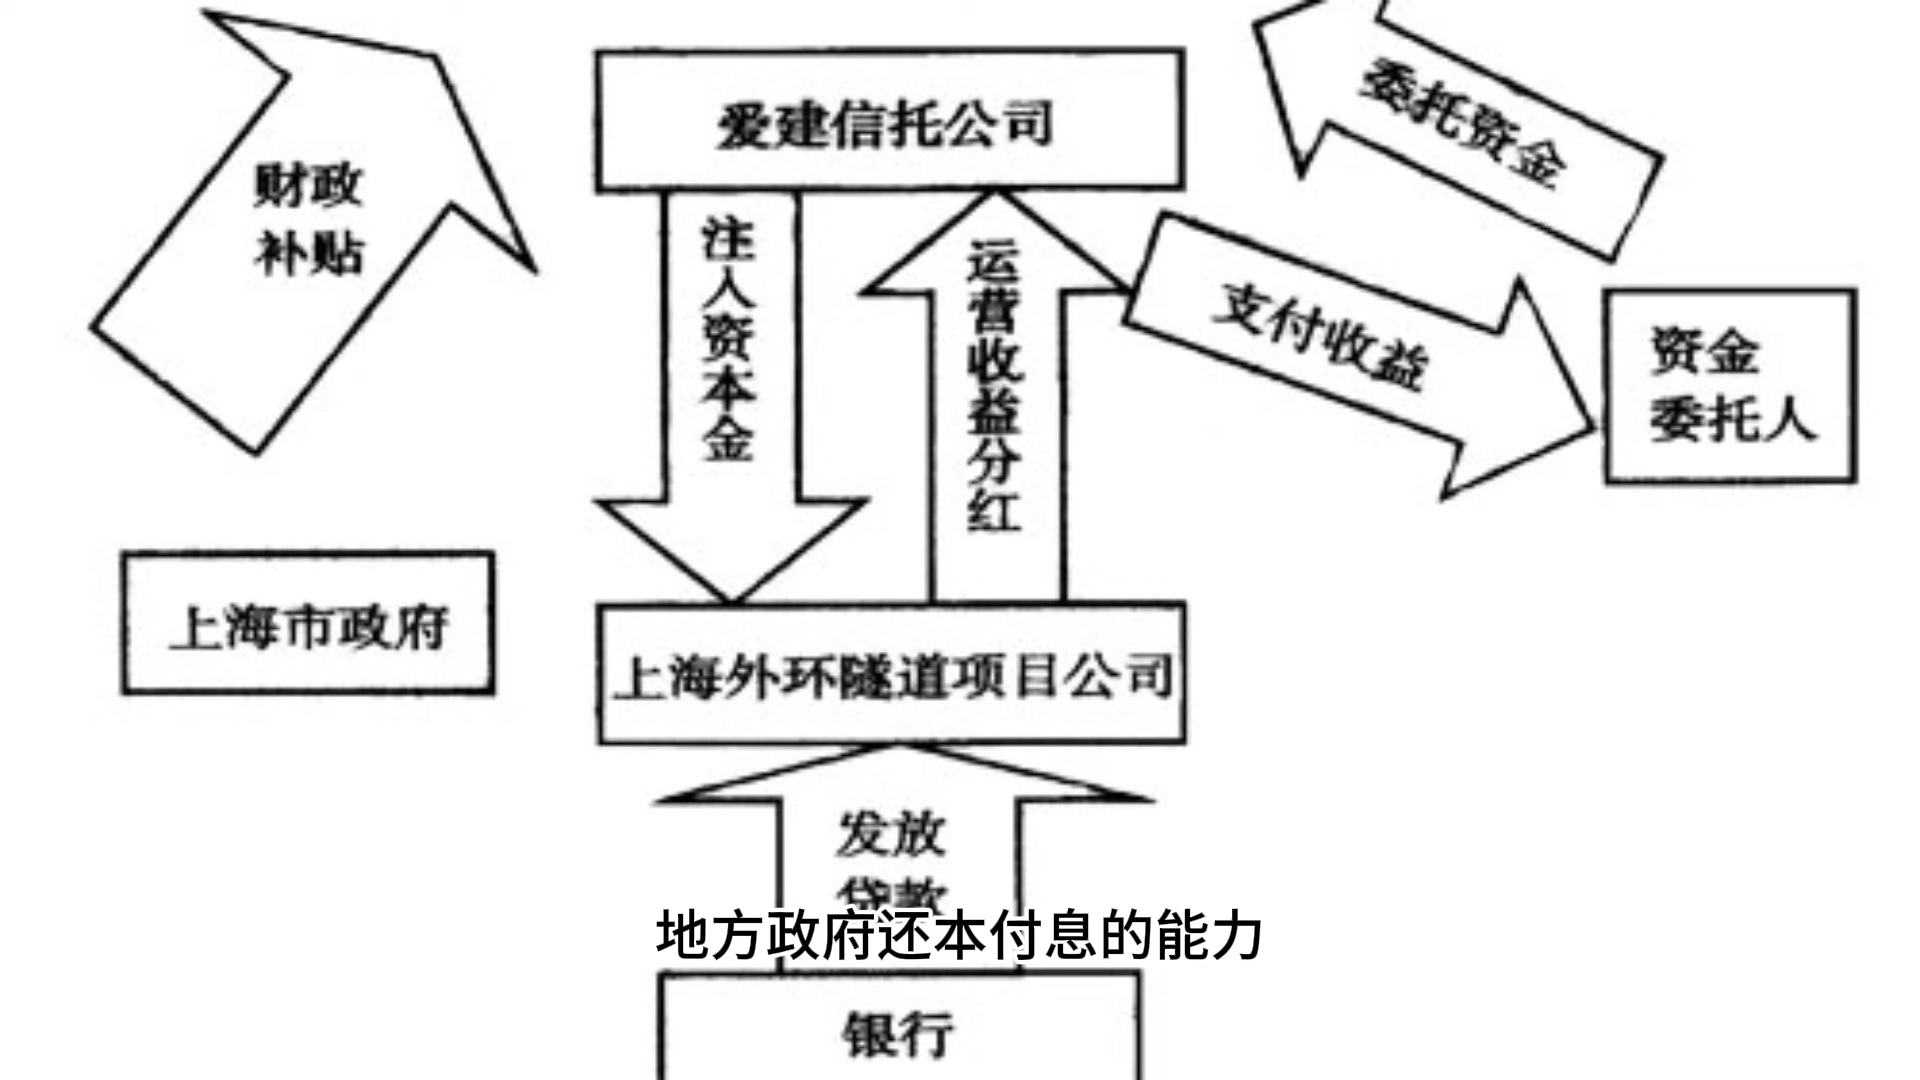 爱建信托公司
委托资金
财政
补贴
注入资本金
运营收益分红
支付收益
资金
委托人
上海市政府
上海外环隧道项目公司
发放
贷款
地方政府还本付息的能力
银行